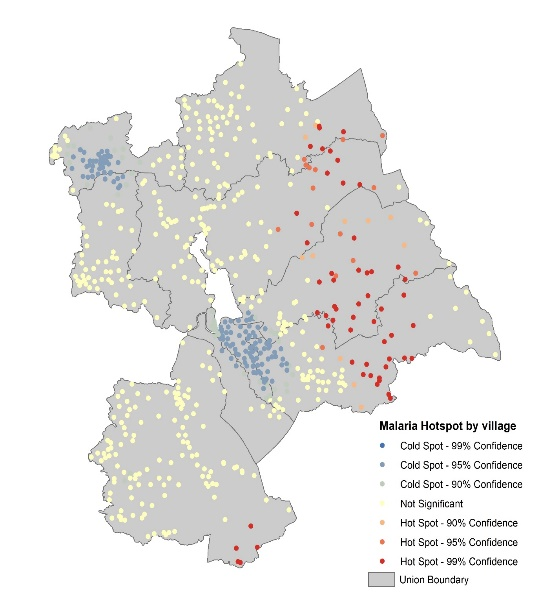 Malaria Hotspot by village
Cold Spot - 99% Confidence
Cold Spot - 95% Confidence
Cold Spot - 90% Confidence
Not Significant
Hot Spot - 90% Confidence
Hot Spot - 95% Confidence
Hot Spot - 99% Confidence
Union Boundary